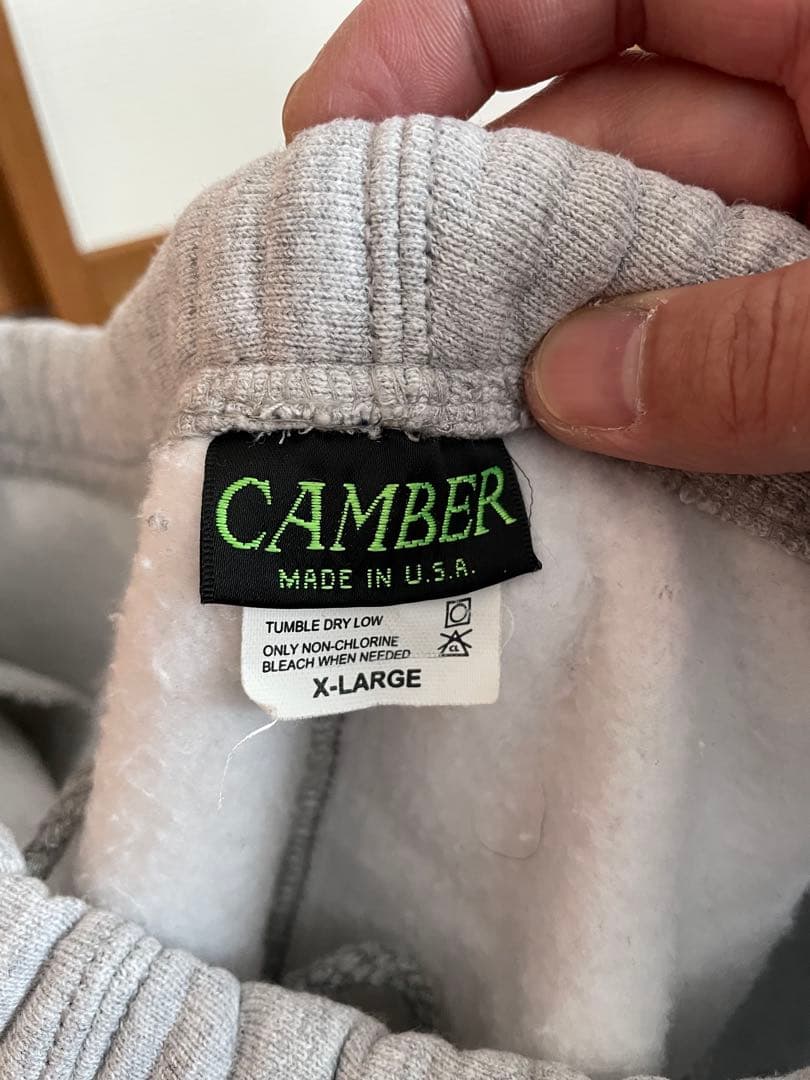 CAMBER
MADE IN U.S.A.
TUMBLE DRY LOW
ONLY NON-CHLORINE
BLEACH WHEN NEEDED
X-LARGE